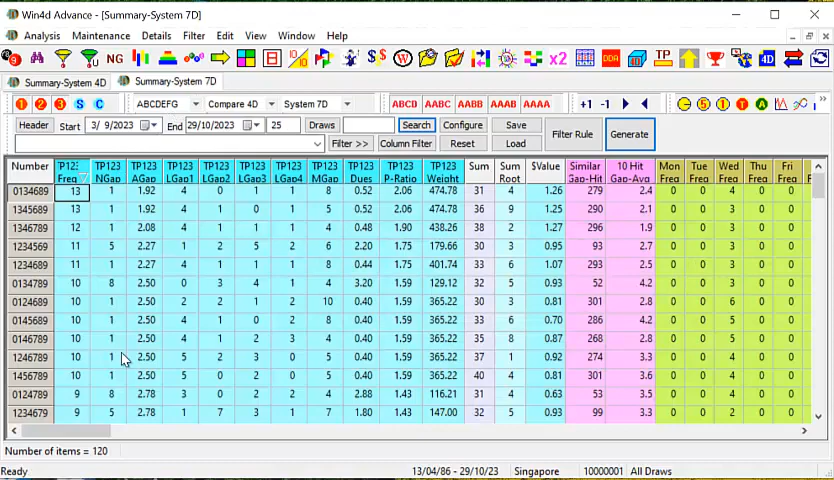 Win4d Advance - [Summary-System 7D]
Analysis Maintenance Details Filter Edit View Window Help
NG 10/10 $$ W x2 DDA 4D TP 4D
Summary-System 4D Summary-System 7D
1 2 3 S C ABCDEFG Compare 4D System 7D ABCD AABC AABB AAAB AAAA +1 -1 5 1 T A
Header Start 3/ 9/2023 End 29/10/2023 25 Draws Search Configure Save Filter Rule Generate
Filter >> Column Filter Reset Load
Number TP123 Freq TP123 NGap TP123 AGap TP123 LGap1 TP123 LGap2 TP123 LGap3 TP123 LGap4 TP123 MGap TP123 Dues TP123 P-Ratio TP123 Weight Sum Sum Root $Value Similar Gap-Hit 10 Hit Gap-Avg Mon Freq Tue Freq Wed Freq Thu Freq Fri Freq
0134689 13 1 1.92 4 0 1 1 8 0.52 2.06 474.78 31 4 1.26 279 2.4 0 0 4 0 0
1345689 13 1 1.92 4 1 0 1 5 0.52 2.06 474.78 36 9 1.25 290 2.1 0 0 3 0 0
1346789 12 1 2.08 4 1 1 1 4 0.48 1.90 438.26 38 2 1.27 296 1.9 0 0 3 0 0
1234569 11 5 2.27 1 2 5 2 6 2.20 1.75 179.66 30 3 0.95 93 2.7 0 0 3 0 0
1234689 11 1 2.27 4 1 1 1 8 0.44 1.75 401.74 33 6 1.07 293 2.5 0 0 3 0 0
0134789 10 8 2.50 0 3 4 1 4 3.20 1.59 129.12 32 5 0.93 52 4.2 0 0 3 0 0
0124689 10 1 2.50 2 2 1 2 10 0.40 1.59 365.22 30 3 0.81 301 2.8 0 0 6 0 0
0145689 10 1 2.50 4 1 0 2 8 0.40 1.59 365.22 33 6 0.70 286 4.2 0 0 5 0 0
0146789 10 1 2.50 4 1 2 3 4 0.40 1.59 365.22 35 8 0.87 268 2.8 0 0 5 0 0
1246789 10 1 2.50 5 2 3 0 5 0.40 1.59 365.22 37 1 0.92 274 3.3 0 0 4 0 0
1456789 10 1 2.50 5 0 2 0 5 0.40 1.59 365.22 40 4 0.81 301 3.6 0 0 4 0 0
0124789 9 8 2.78 3 0 2 2 4 2.88 1.43 116.21 31 4 0.63 53 3.5 0 0 4 0 0
1234679 9 5 2.78 1 7 3 1 7 1.80 1.43 147.00 32 5 0.93 99 3.3 0 0 2 0 0
Number of items = 120
Ready 13/04/86 - 29/10/23 Singapore 10000001 All Draws